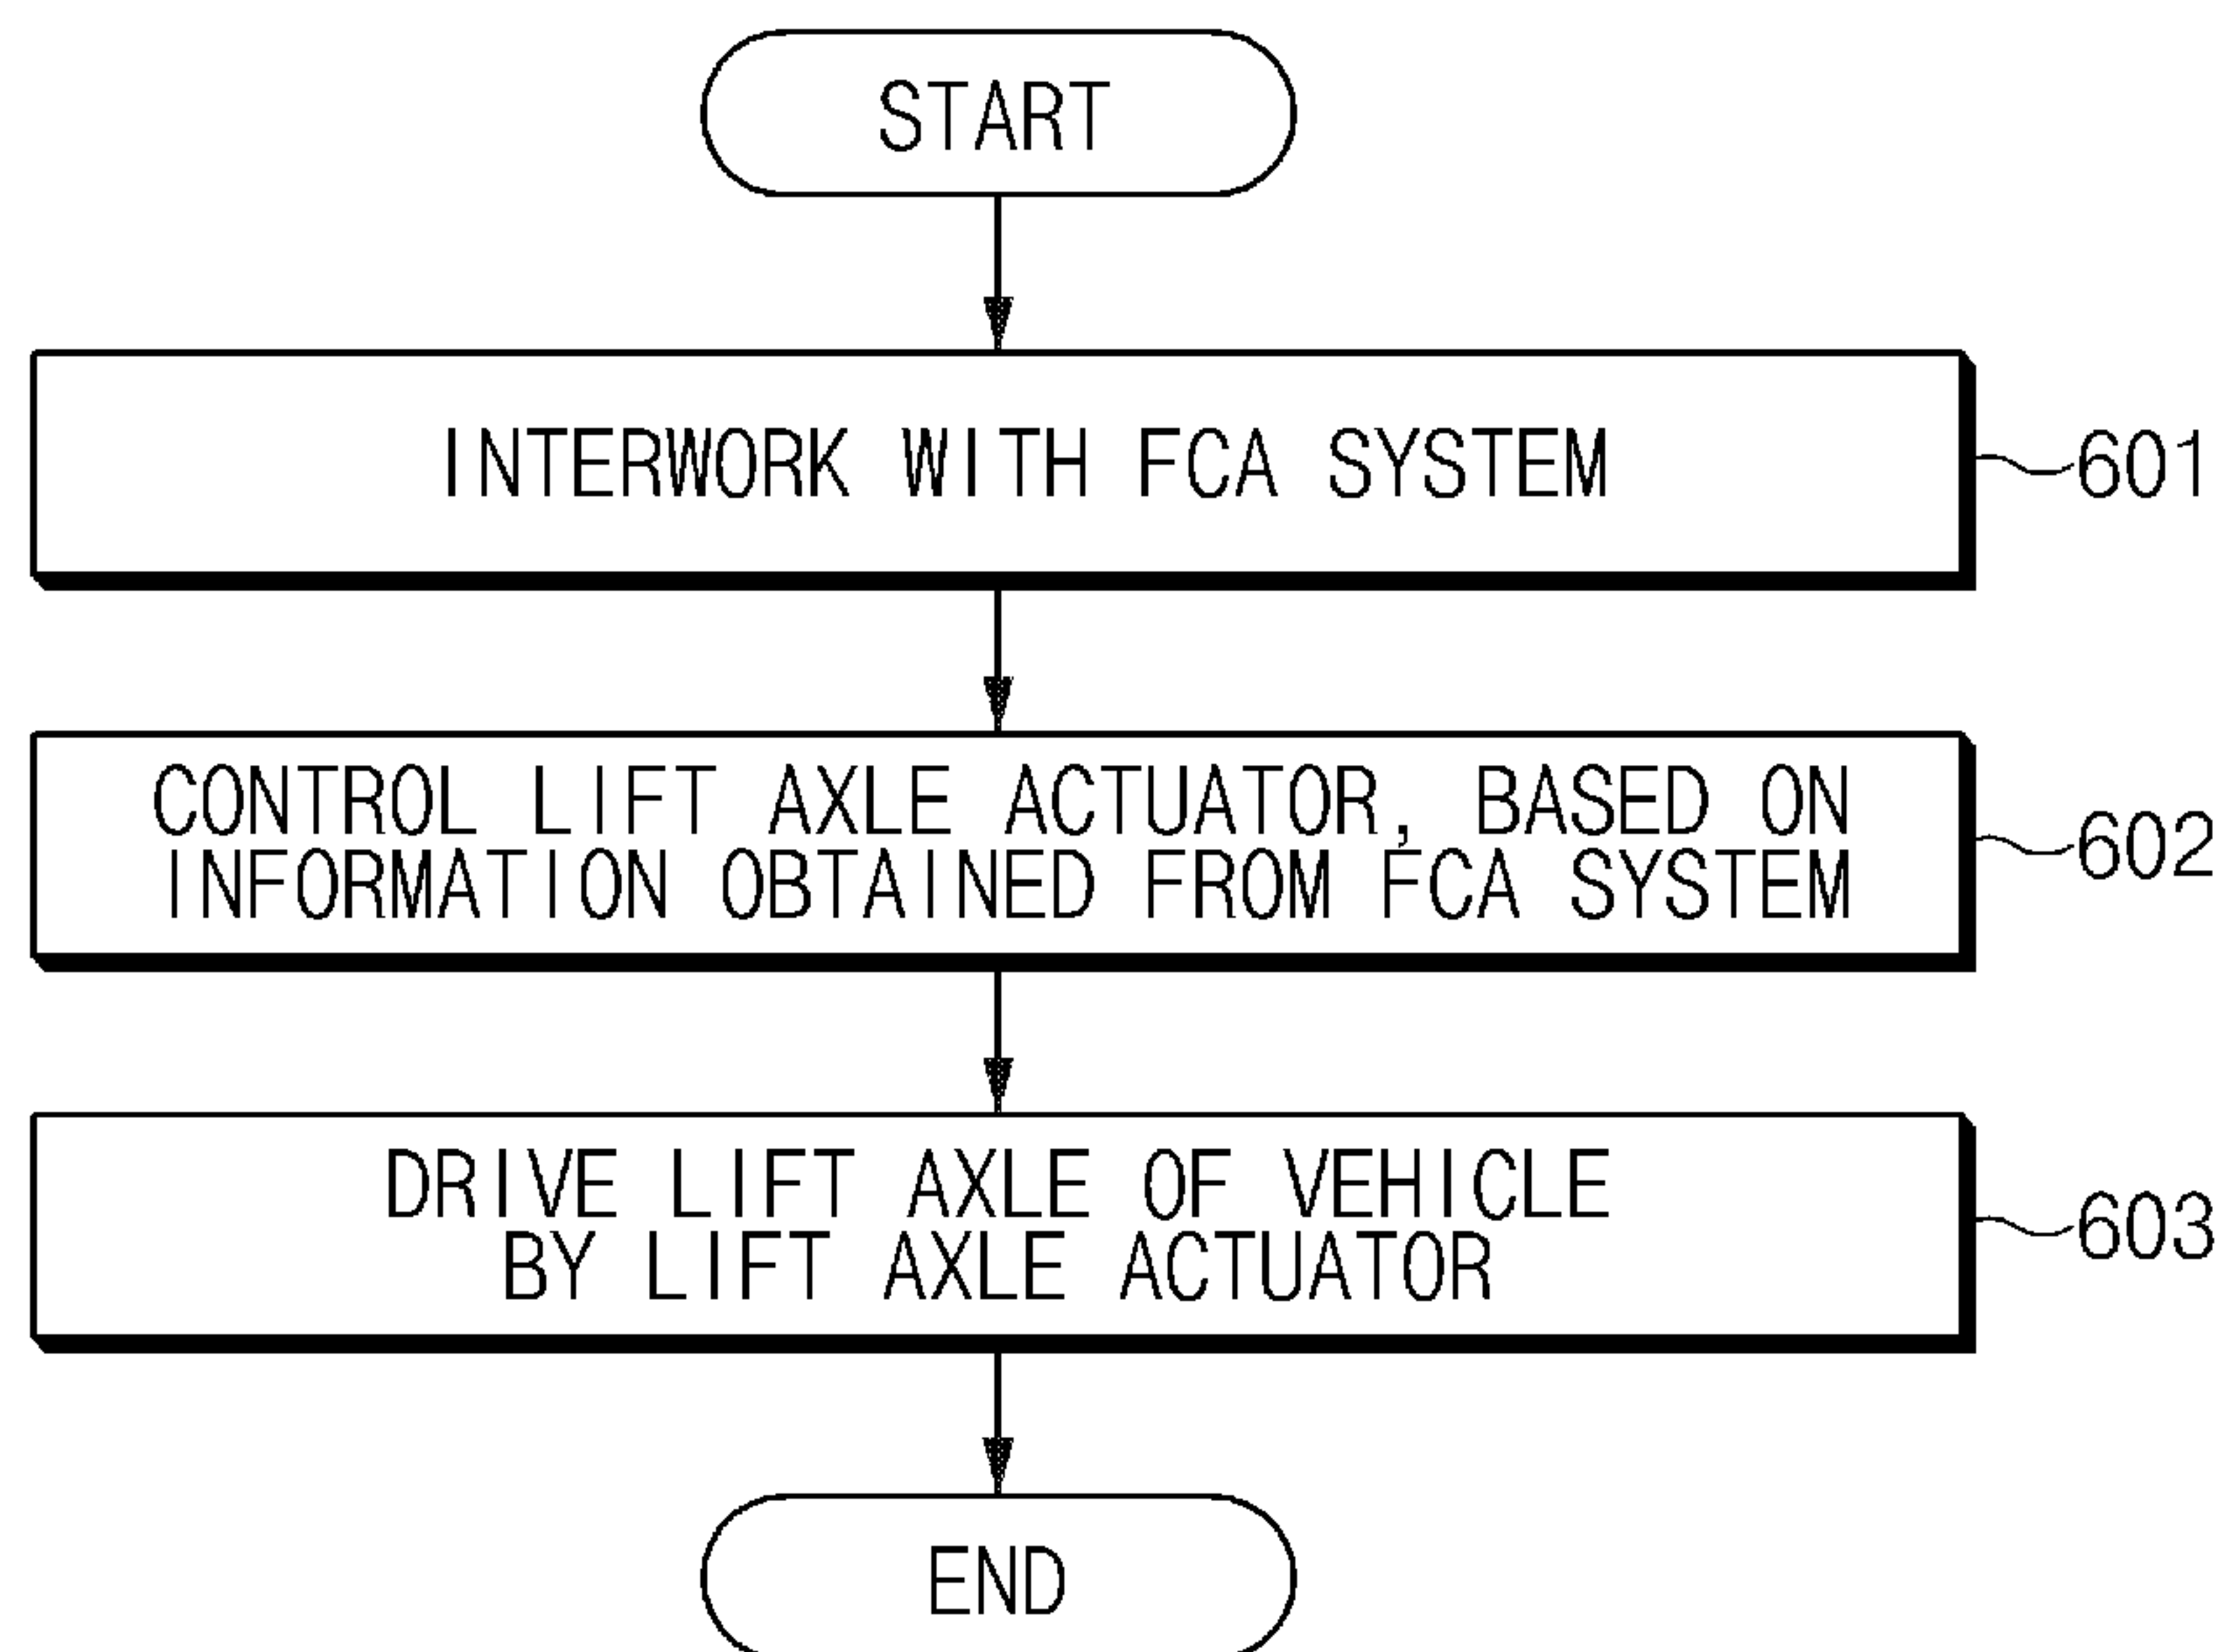 START
INTERWORK WITH FCA SYSTEM
601
CONTROL LIFT AXLE ACTUATOR, BASED ON
INFORMATION OBTAINED FROM FCA SYSTEM
602
DRIVE LIFT AXLE OF VEHICLE
BY LIFT AXLE ACTUATOR
603
END